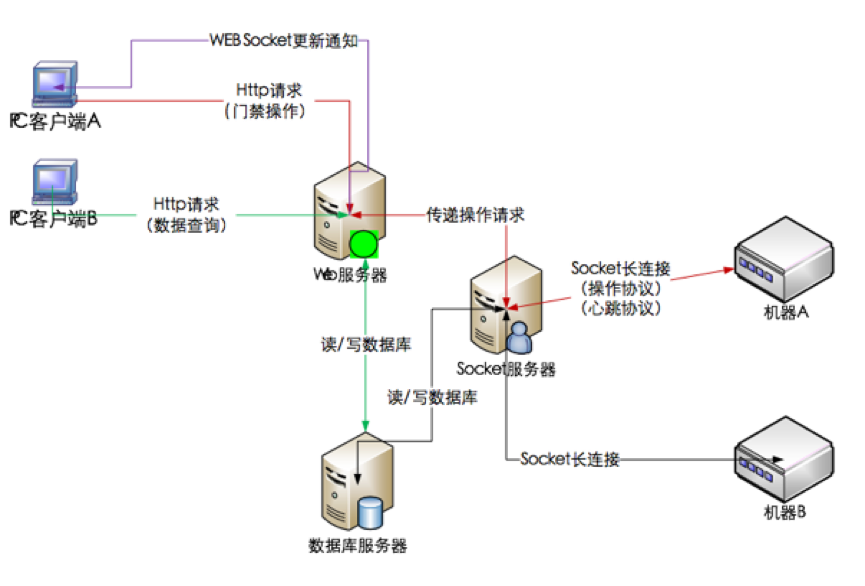 WEB Socket更新通知
Http请求
(门禁操作)
PC客户端A
Http请求
(数据查询)
PC客户端B
传递操作请求
Web服务器
Socket长连接
(操作协议)
(心跳协议)
机器A
读/写数据库
Socket服务器
读/写数据库
Socket长连接
机器B
数据库服务器